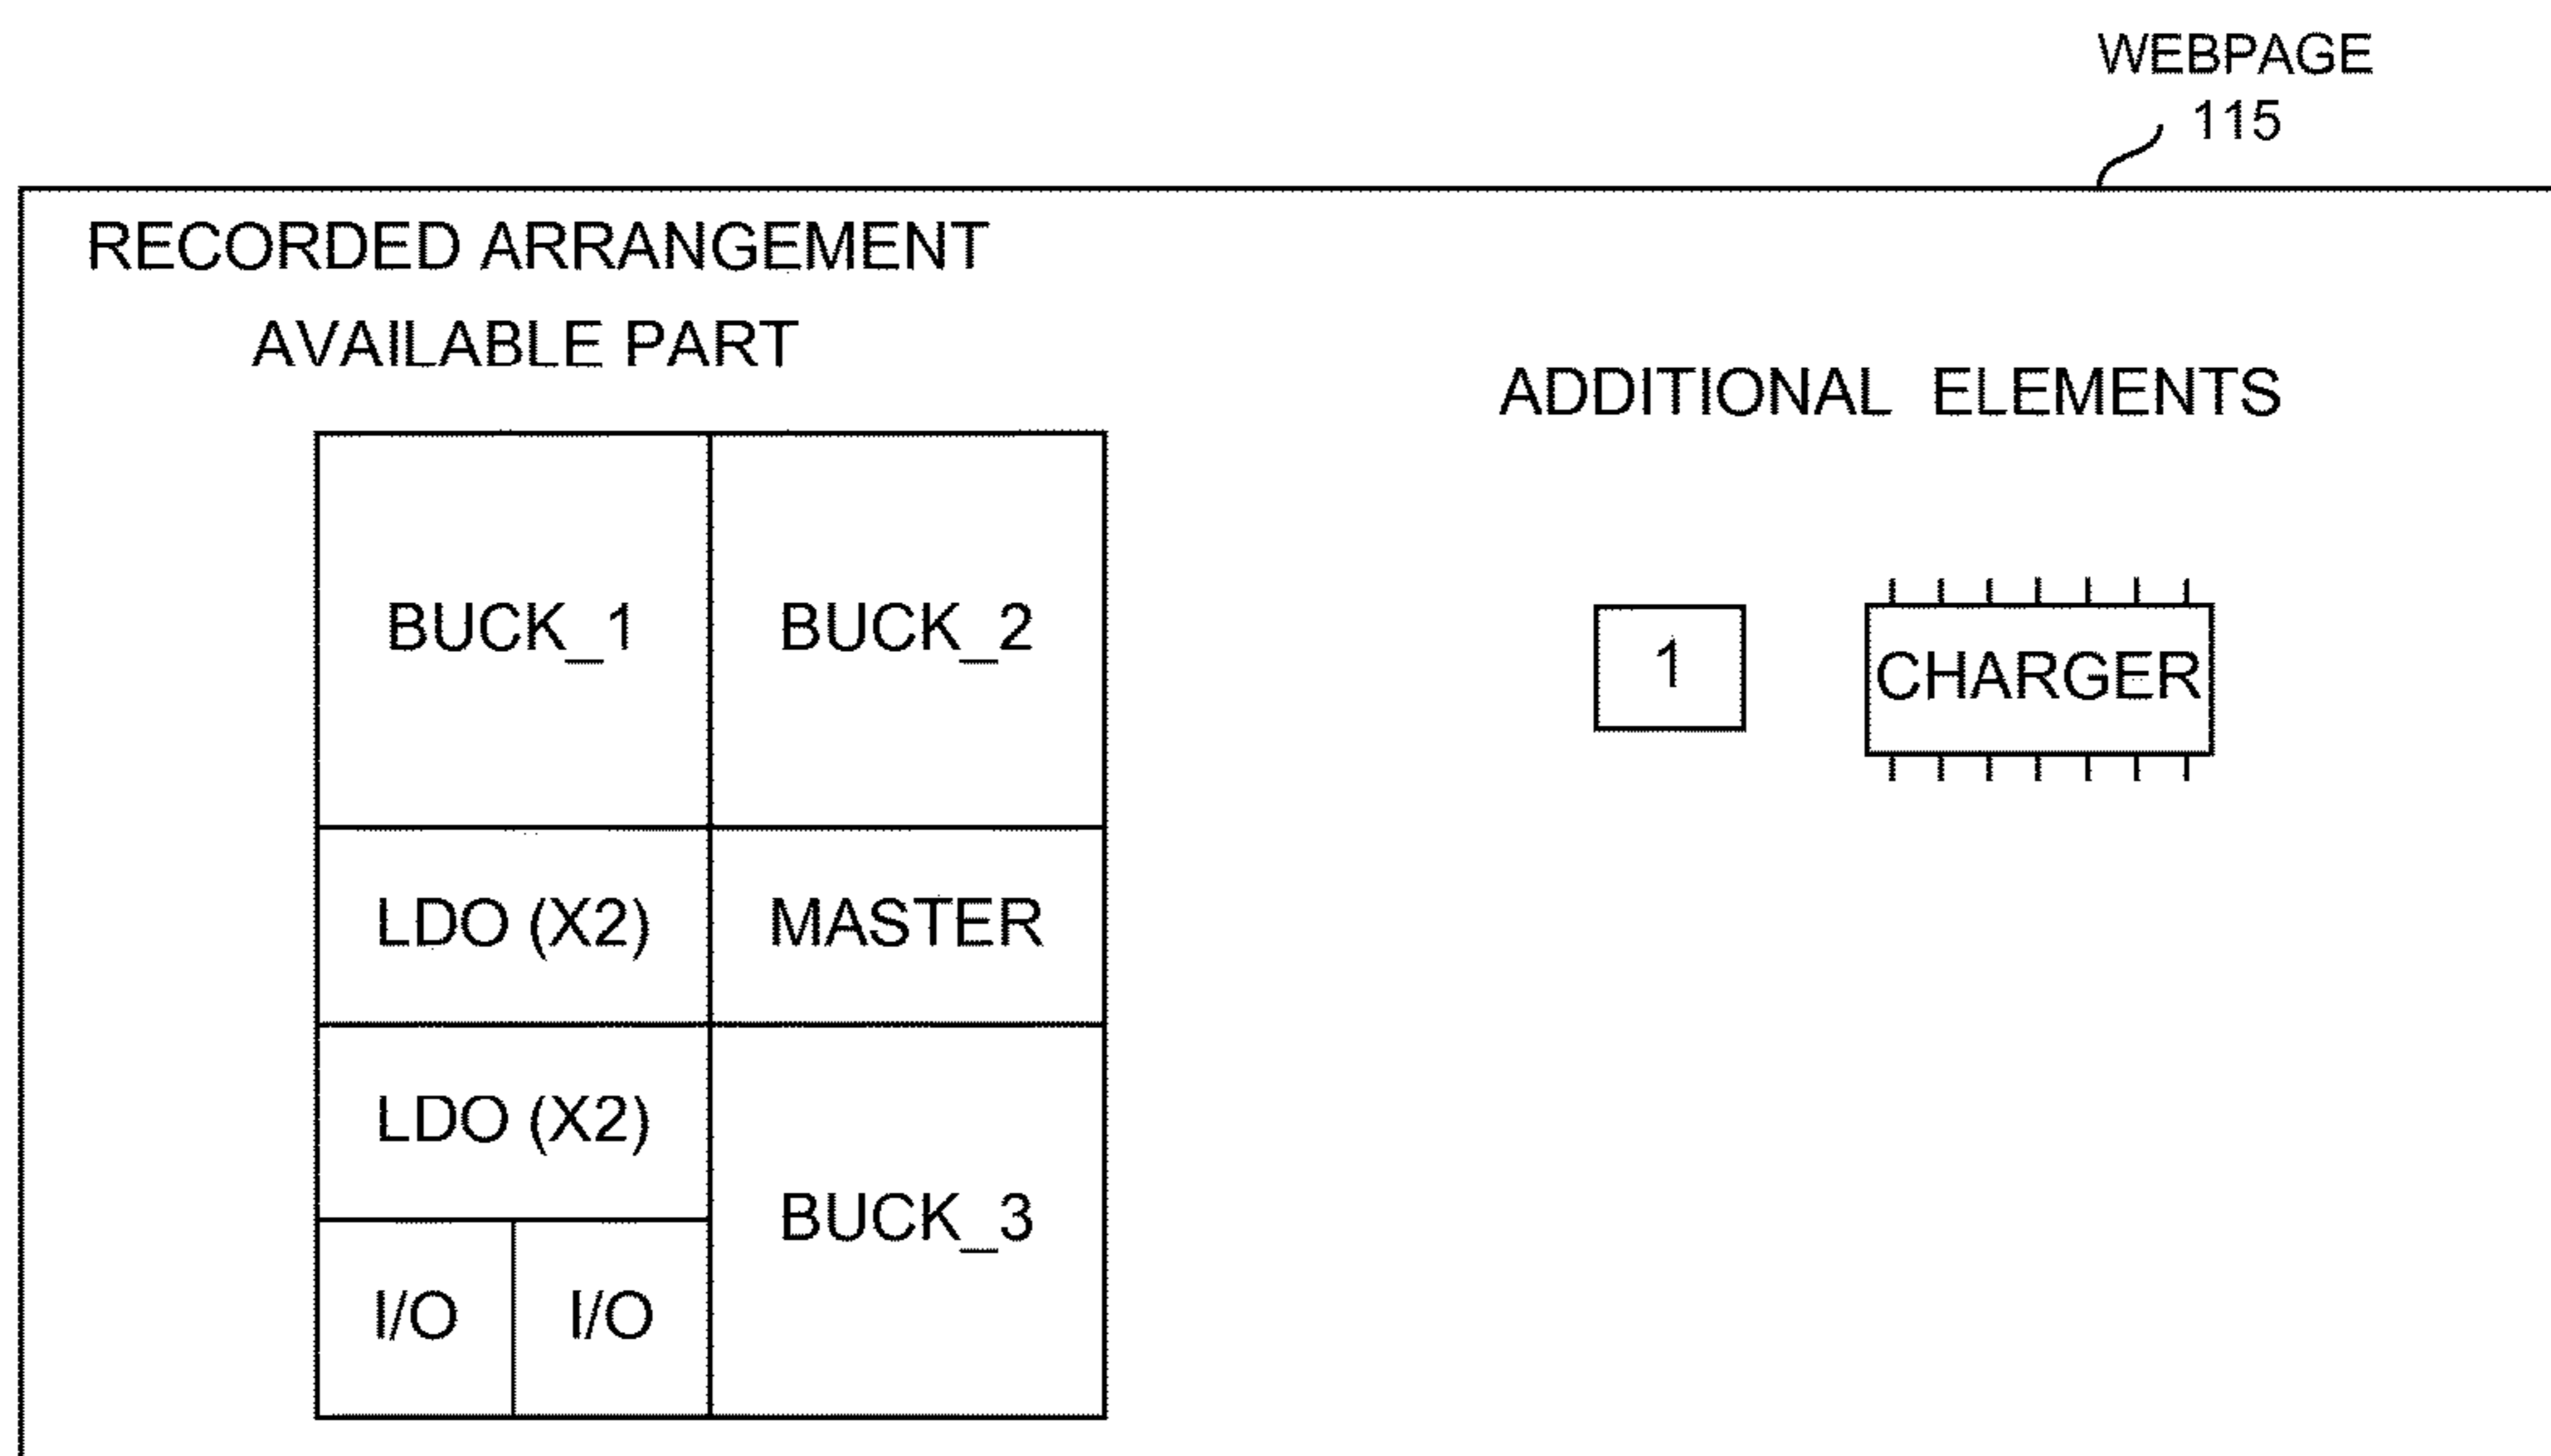 WEBPAGE
115
RECORDED ARRANGEMENT
AVAILABLE PART
ADDITIONAL ELEMENTS
BUCK_1
BUCK_2
1
CHARGER
LDO (X2)
MASTER
LDO (X2)
BUCK_3
I/O
I/O